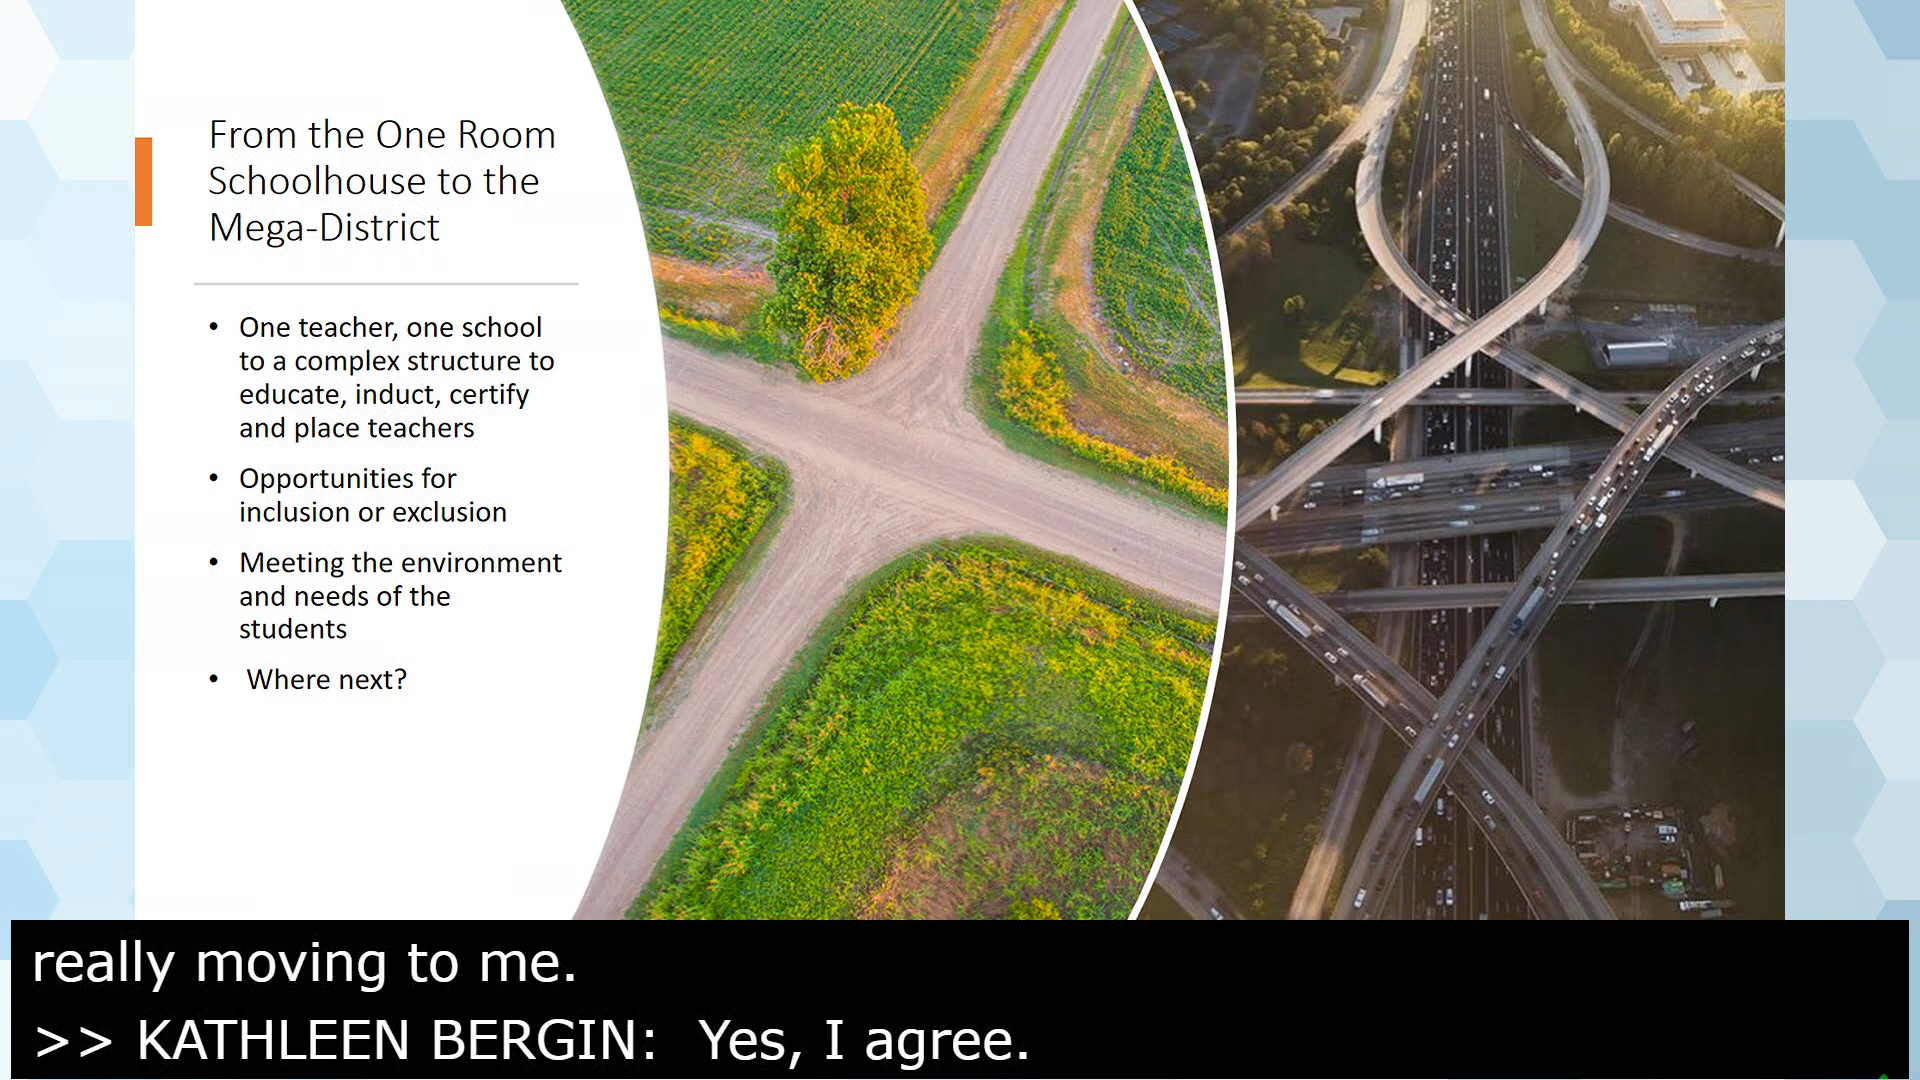 From the One Room
Schoolhouse to the
Mega-District
• One teacher, one school
to a complex structure to
educate, induct, certify
and place teachers
• Opportunities for
inclusion or exclusion
• Meeting the environment
and needs of the
students
• Where next?
really moving to me.
>> KATHLEEN BERGIN:  Yes, I agree.